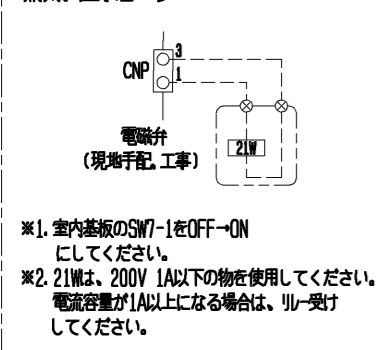 3
CNP
1
電磁弁
(現地手配、工事)
21W
※1. 室内基板のSW7-1をOFF→ON
にしてください。
※2. 21Wは、200V 1A以下の物を使用してください。
電流容量が1A以上になる場合は、リレー受け
してください。